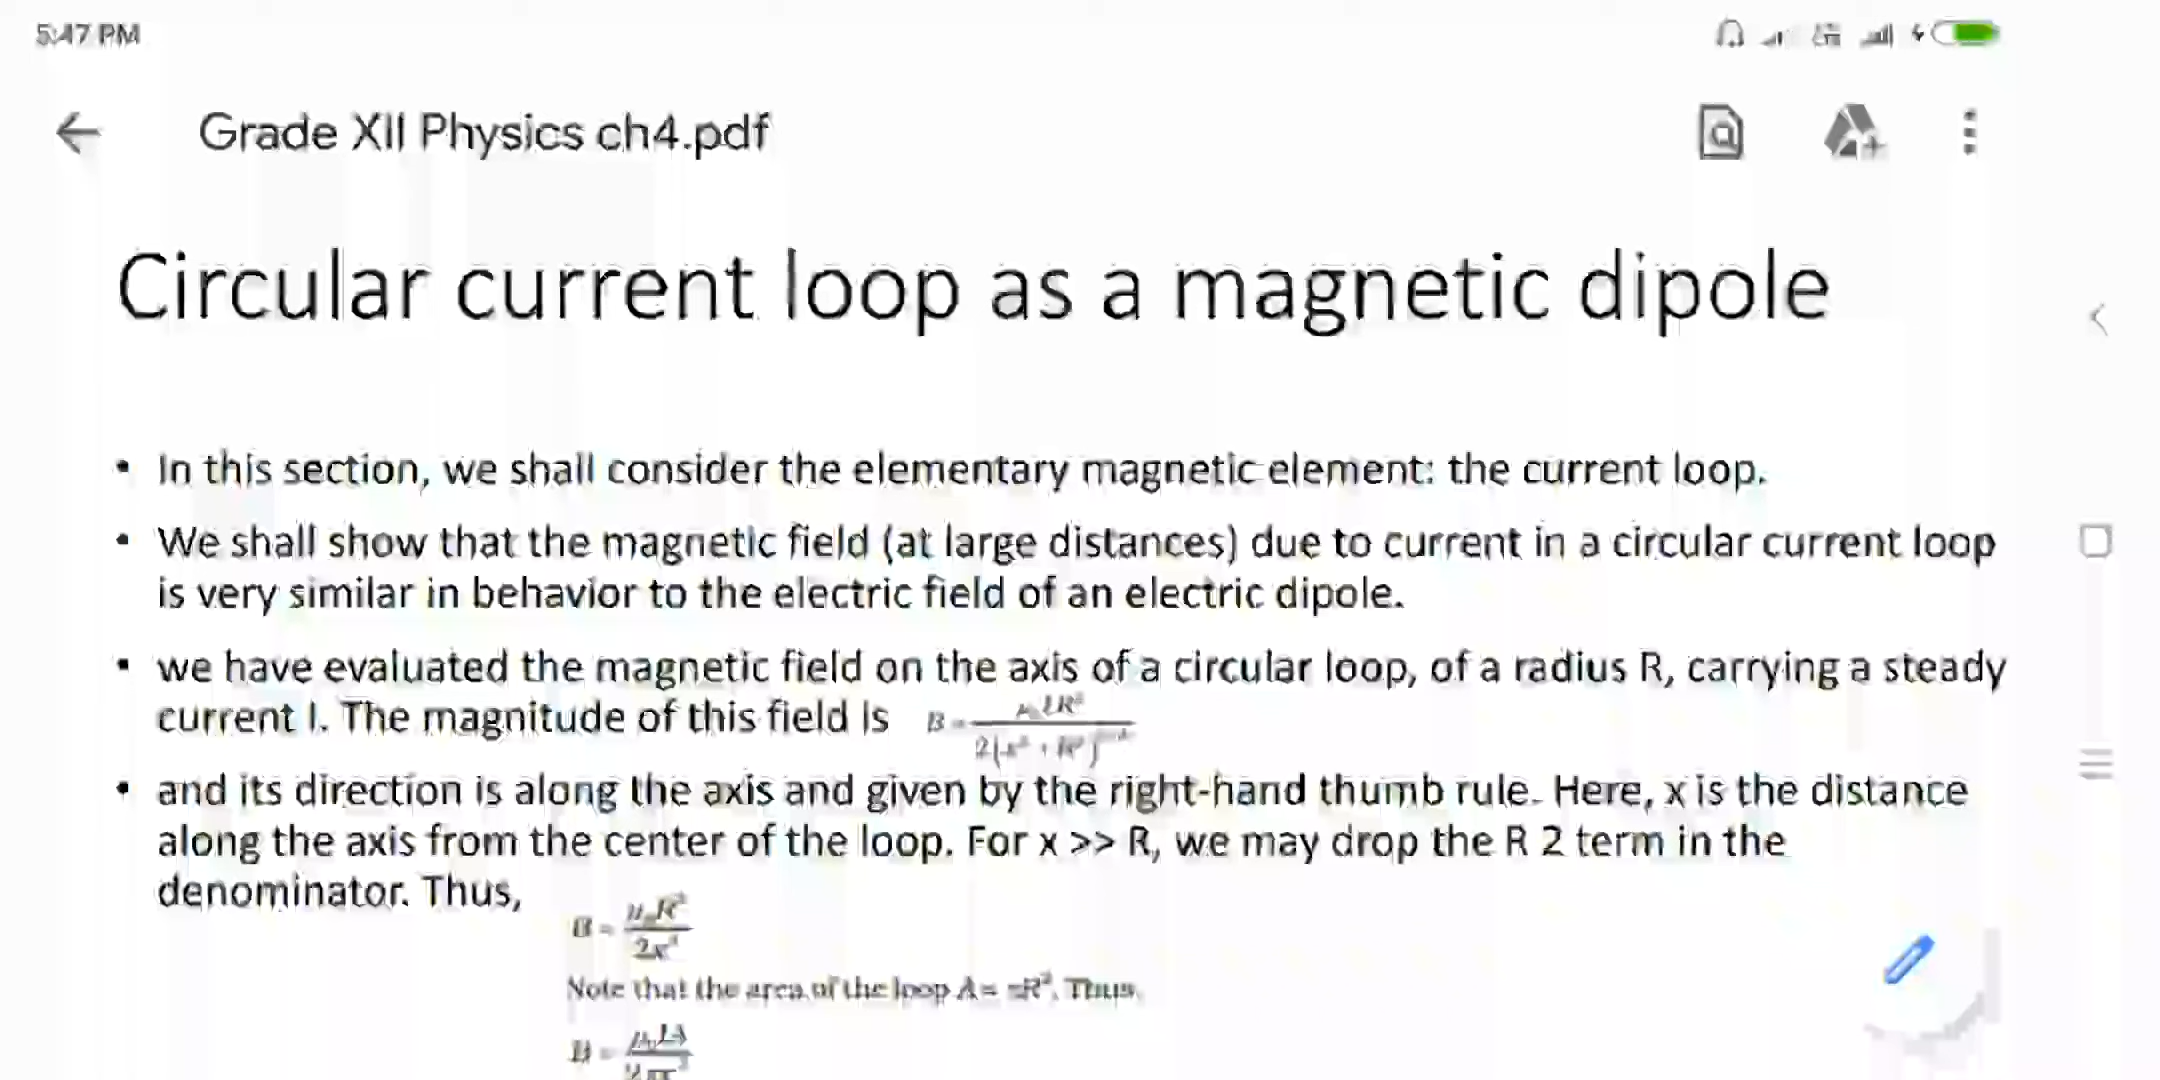 5:47 PM
Grade XII Physics ch4.pdf
Circular current loop as a magnetic dipole
• In this section, we shall consider the elementary magnetic element: the current loop.
• We shall show that the magnetic field (at large distances) due to current in a circular current loop
is very similar in behavior to the electric field of an electric dipole.
• we have evaluated the magnetic field on the axis of a circular loop, of a radius R, carrying a steady
current I. The magnitude of this field is B =
• and its direction is along the axis and given by the right-hand thumb rule. Here, x is the distance
along the axis from the center of the loop. For x >> R, we may drop the R 2 term in the
denominator. Thus,
B =
Note that the area of the loop A = πR². Thus,
B =